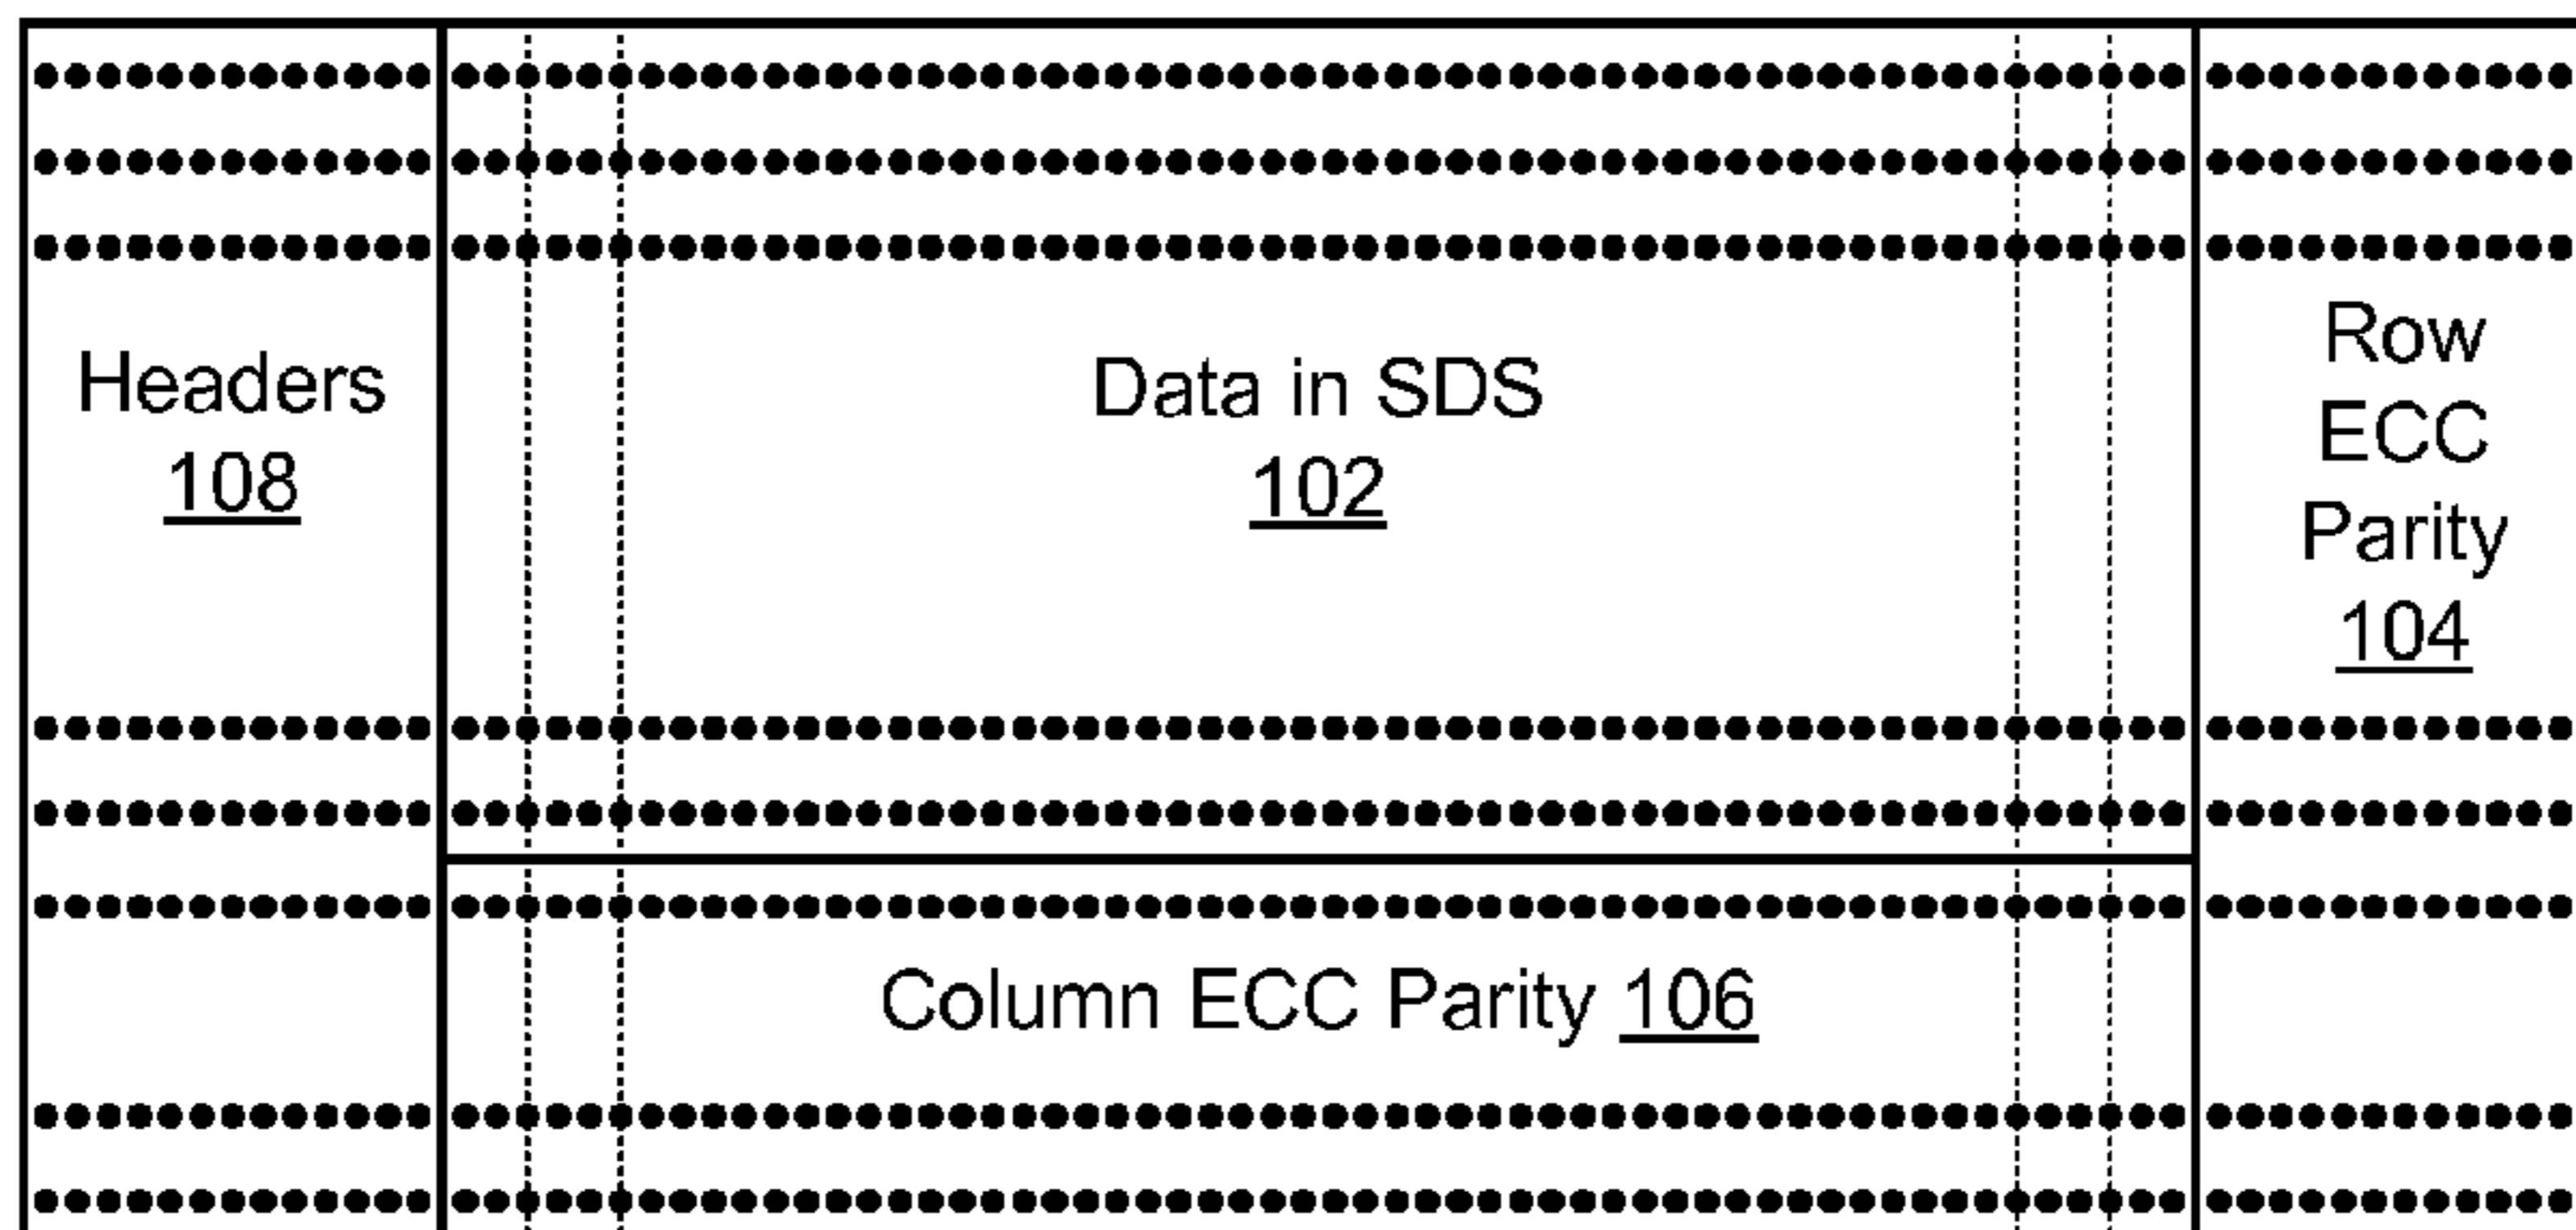 Headers
108
Data in SDS
102
Row
ECC
Parity
104
Column ECC Parity 106